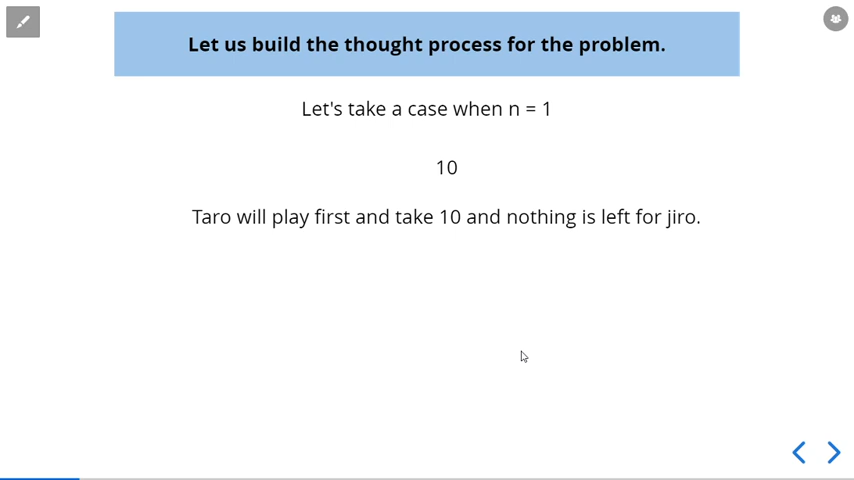 Let us build the thought process for the problem.
Let's take a case when n = 1
10
Taro will play first and take 10 and nothing is left for jiro.